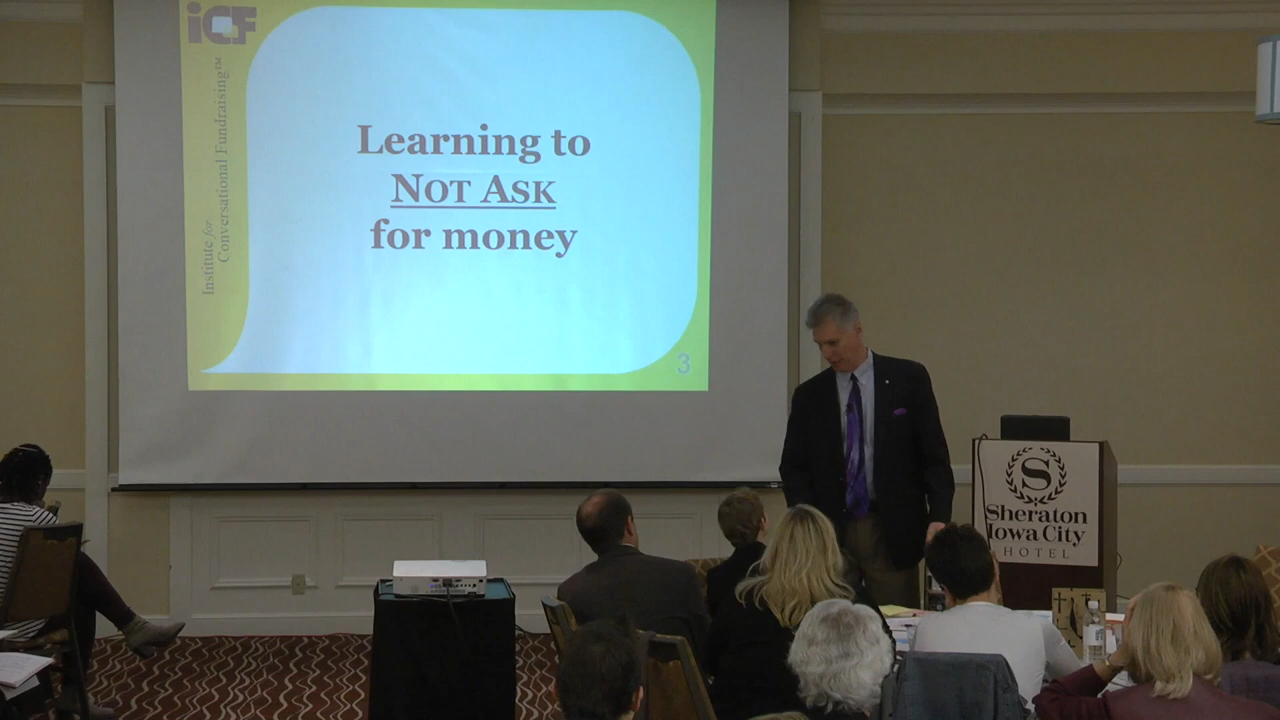 iCF
Institute for
Conversational Fundraising™
Learning to
NOT ASK
for money
3
S
Sheraton
Iowa City
HOTEL